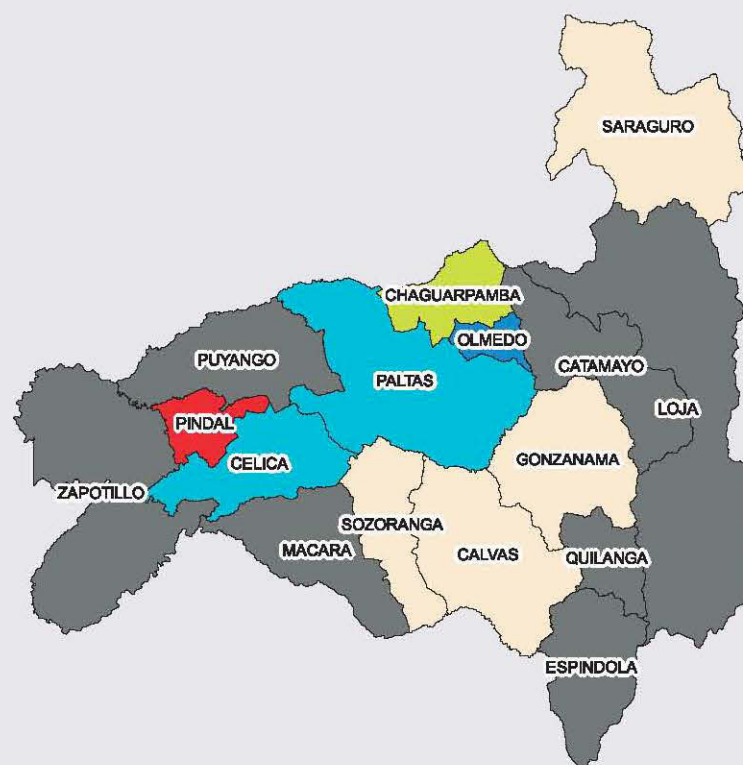 SARAGURO
CHAGUARPAMBA
OLMEDO
PUYANGO
CATAMAYO
PALTAS
LOJA
PINDAL
GONZANAMA
CELICA
ZAPOTILLO
SOZORANGA
MACARA
CALVAS
QUILANGA
ESPINDOLA